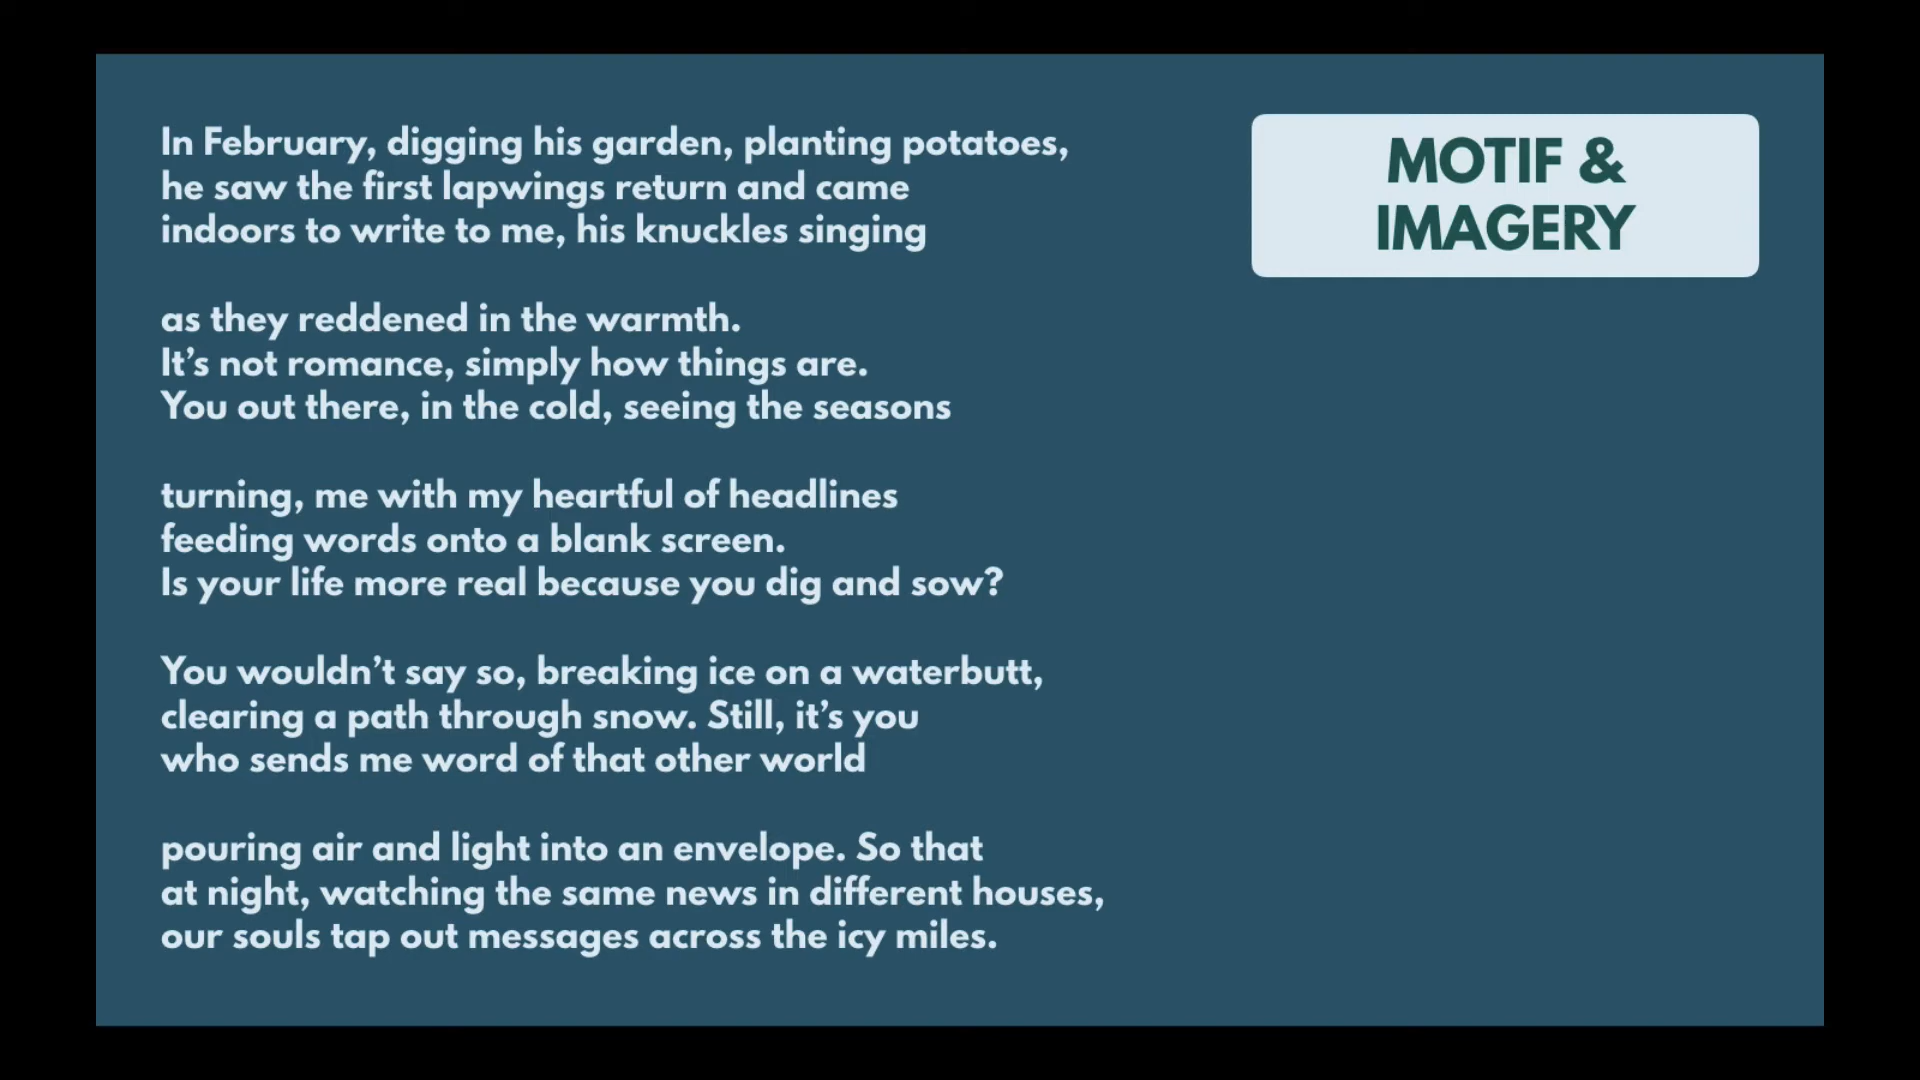 In February, digging his garden, planting potatoes,
he saw the first lapwings return and came
indoors to write to me, his knuckles singing
as they reddened in the warmth.
It's not romance, simply how things are.
You out there, in the cold, seeing the seasons
turning, me with my heartful of headlines
feeding words onto a blank screen.
Is your life more real because you dig and sow?
You wouldn't say so, breaking ice on a waterbutt,
clearing a path through snow. Still, it's you
who sends me word of that other world
pouring air and light into an envelope. So that
at night, watching the same news in different houses,
our souls tap out messages across the icy miles.
MOTIF &
IMAGERY